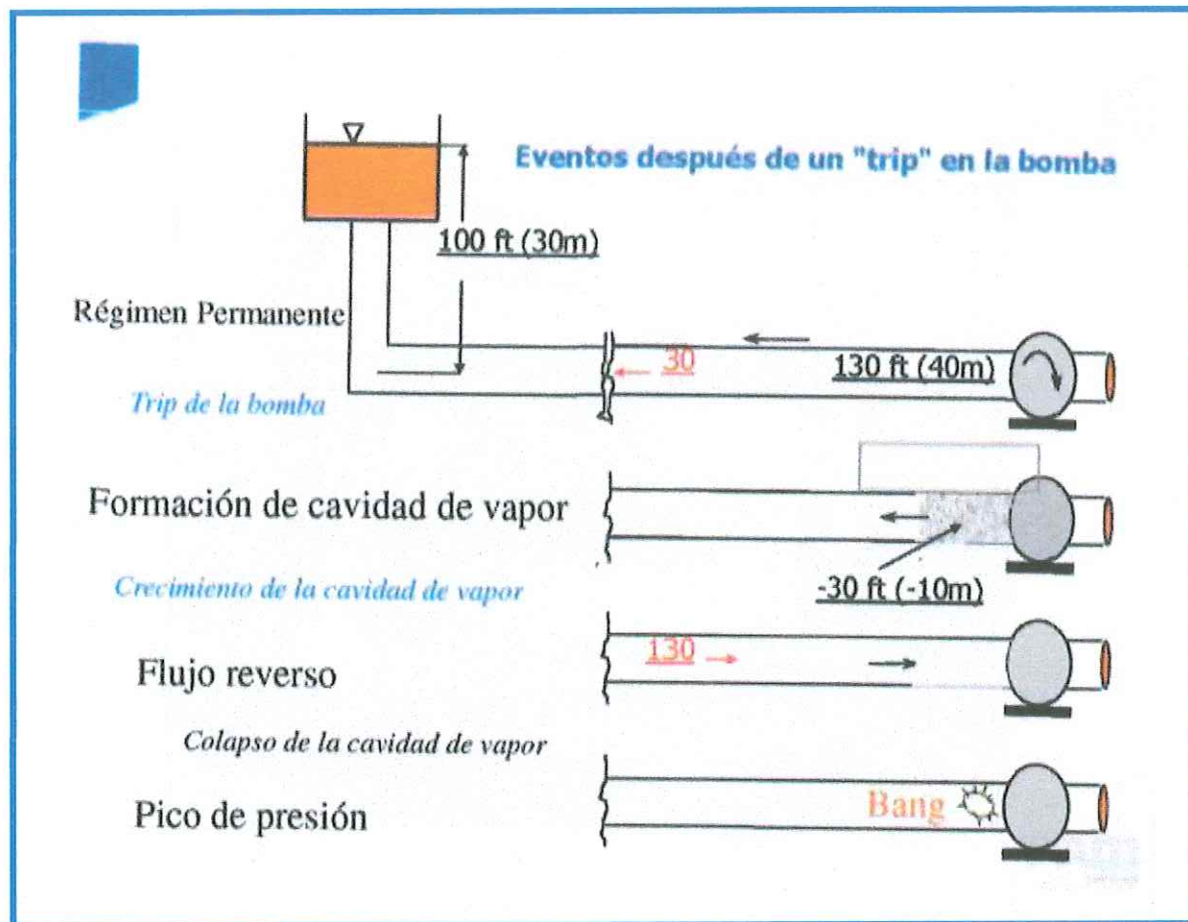 Eventos después de un "trip" en la bomba
100 ft (30m)
Régimen Permanente
30
130 ft (40m)
Trip de la bomba
Formación de cavidad de vapor
Crecimiento de la cavidad de vapor
-30 ft (-10m)
130
Flujo reverso
Colapso de la cavidad de vapor
Bang
Pico de presión